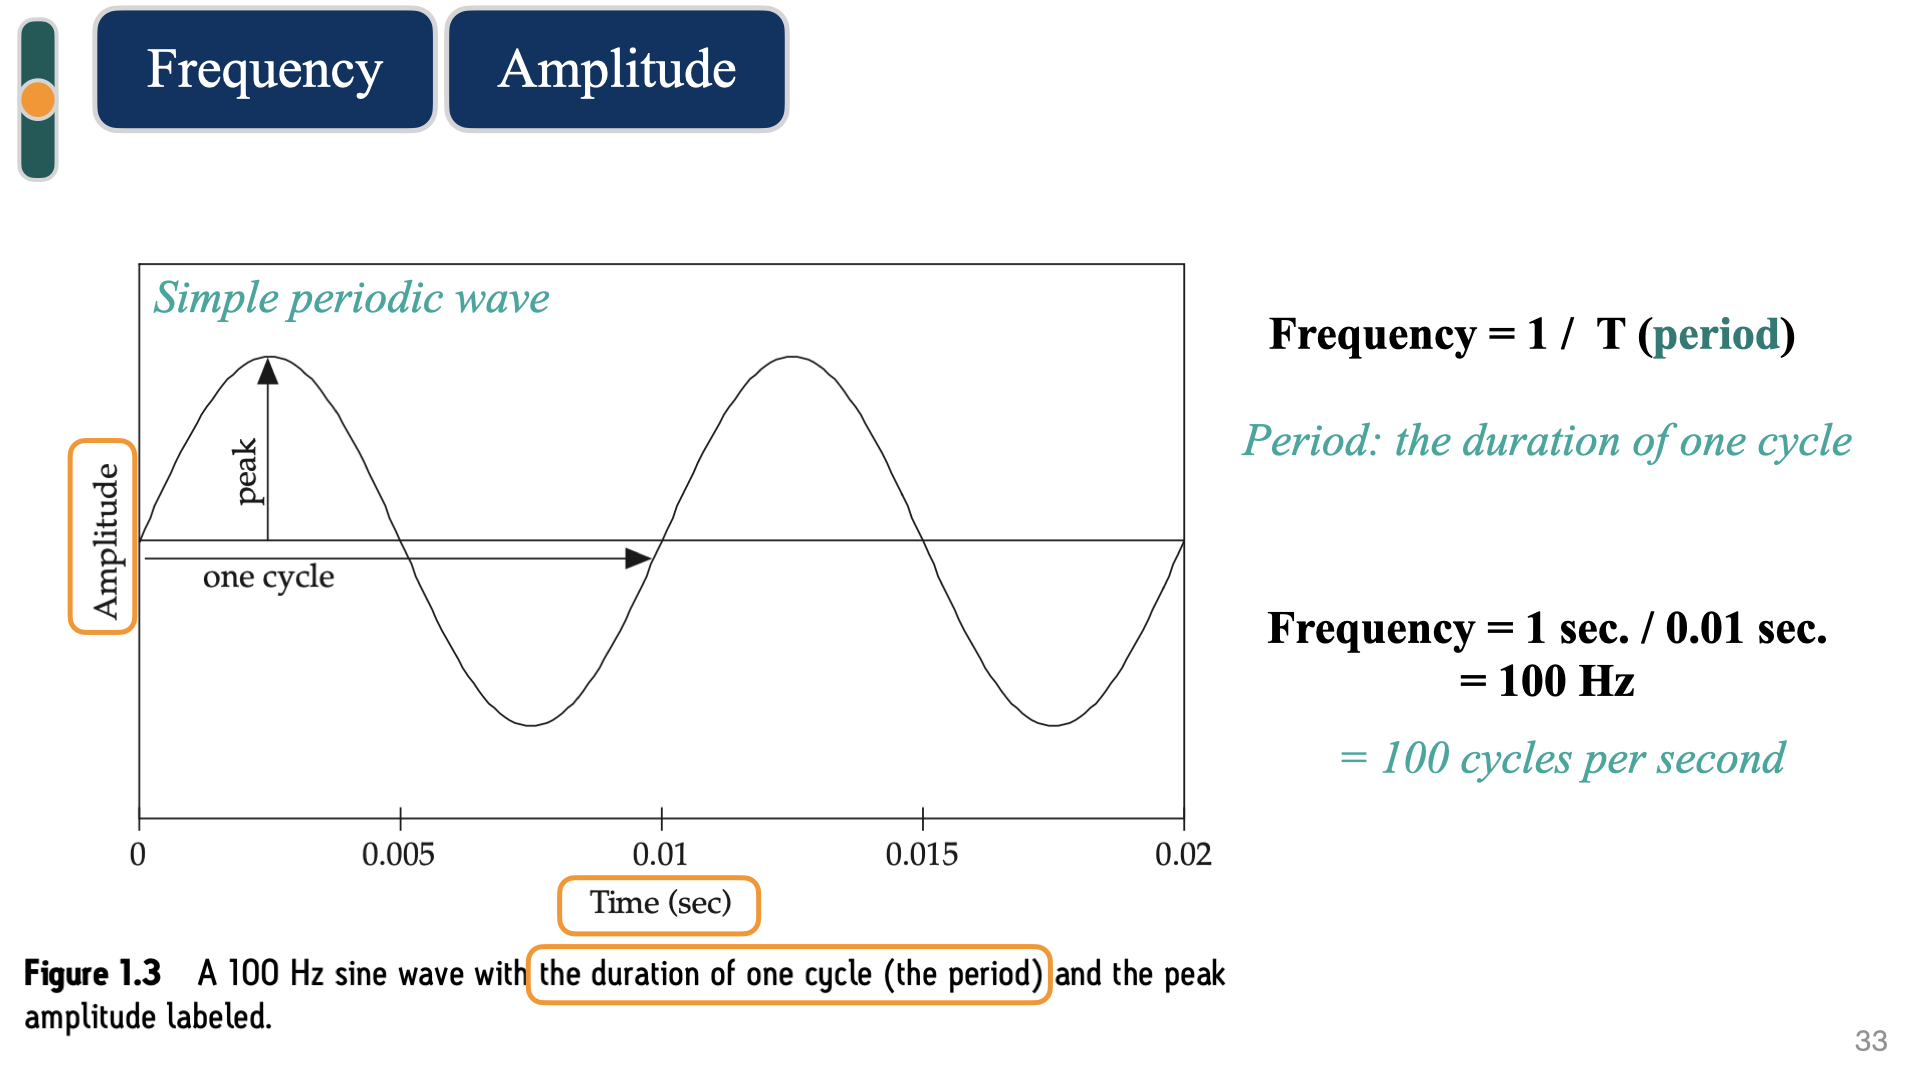 Frequency
Amplitude
Simple periodic wave
peak
Amplitude
one cycle
0
0.005
0.01
0.015
0.02
Time (sec)
Figure 1.3 A 100 Hz sine wave with the duration of one cycle (the period) and the peak
amplitude labeled.
Frequency = 1 / T (period)
Period: the duration of one cycle
Frequency = 1 sec. / 0.01 sec.
= 100 Hz
= 100 cycles per second
33